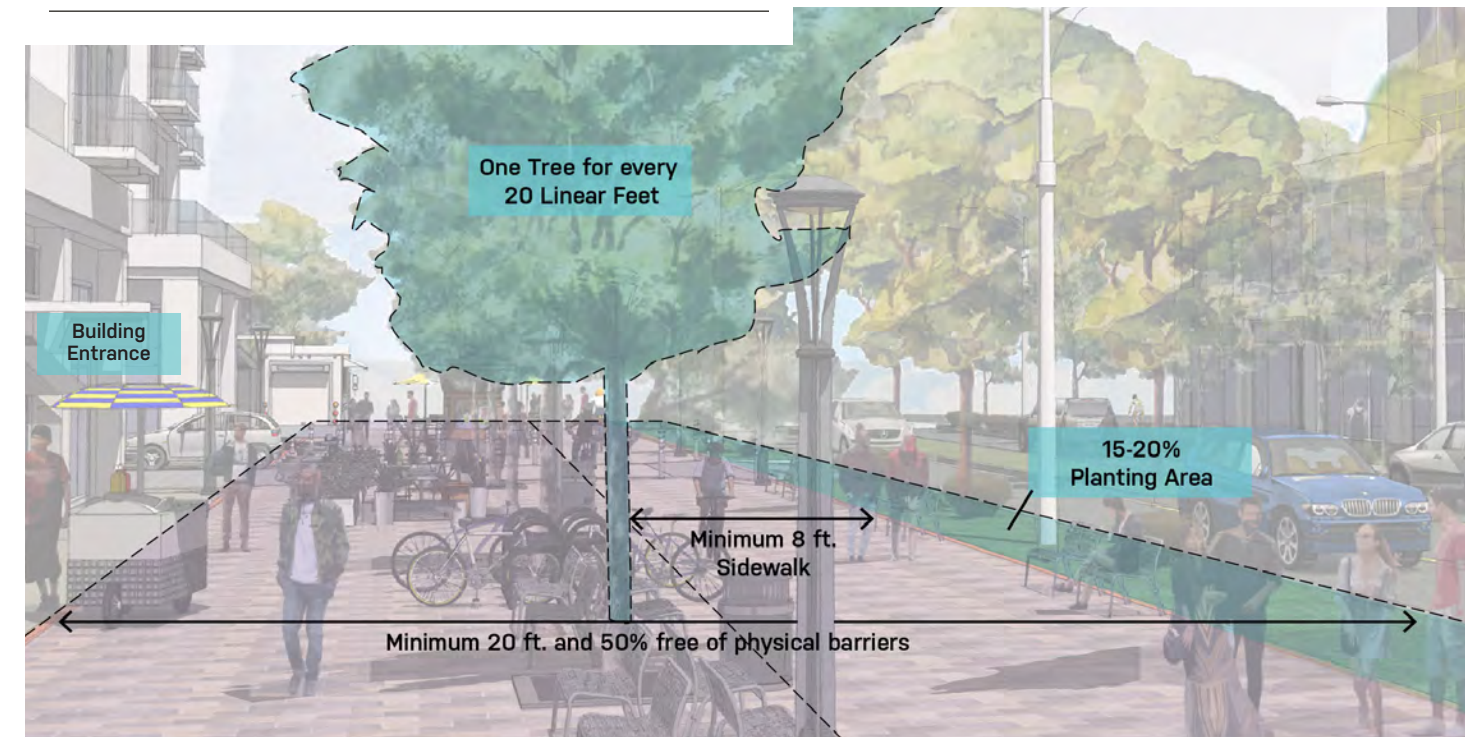 One Tree for every
20 Linear Feet
Building
Entrance
15-20%
Planting Area
Minimum 8 ft.
Sidewalk
Minimum 20 ft. and 50% free of physical barriers